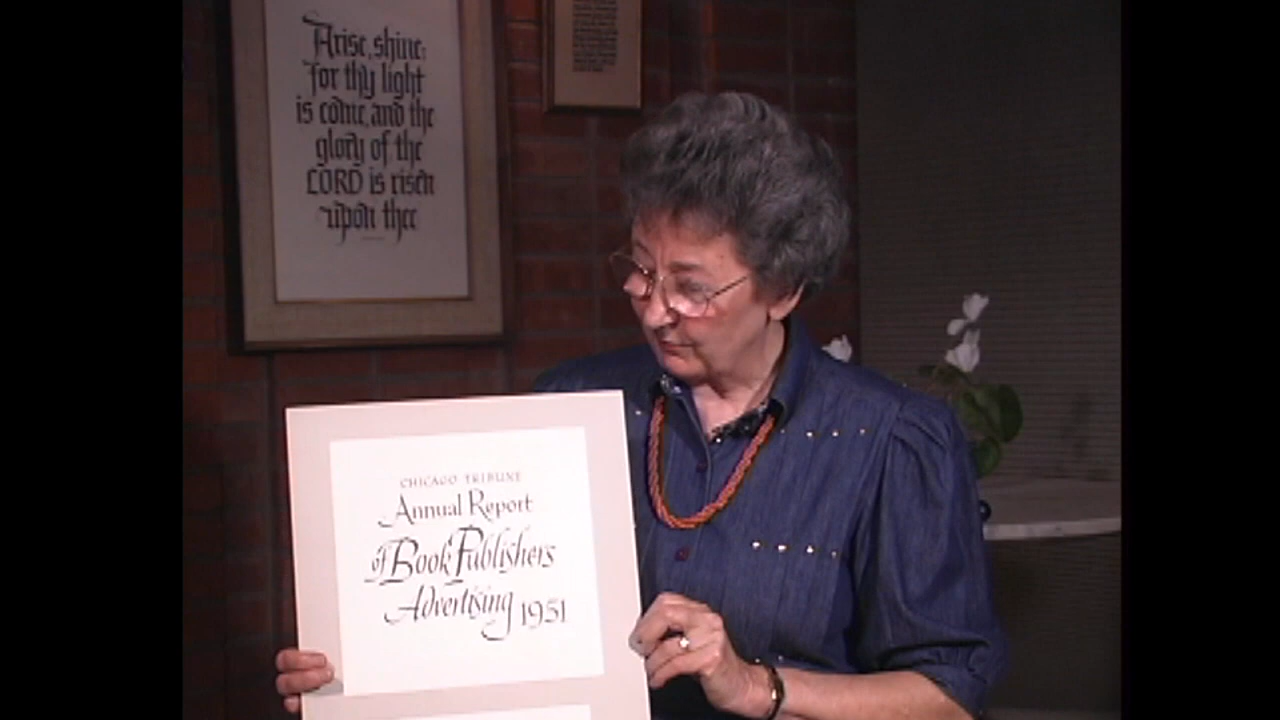 Arise, shine;
for thy light
is come, and the
glory of the
LORD is risen
upon thee
CHICAGO TRIBUNE
Annual Report
of Book Publishers
Advertising 1951